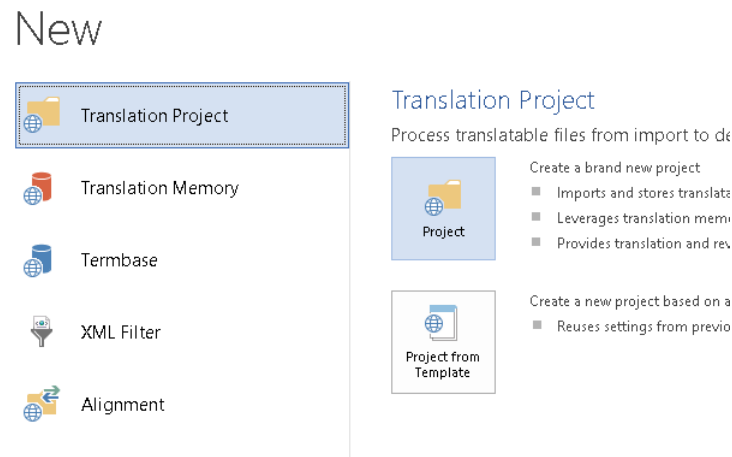 New
Translation Project
Translation Memory
Termbase
XML Filter
Alignment
Translation Project
Process translatable files from import to
Project
Create a brand new project
Imports and stores
Leverages translation
Provides translation and
Project from
Template
Create a new project based on a
Reuses settings from